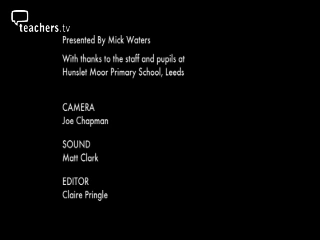 teachers.tv
Presented By Mick Waters
With thanks to the staff and pupils at
Hunslet Moor Primary School, Leeds
CAMERA
Joe Chapman
SOUND
Matt Clark
EDITOR
Claire Pringle